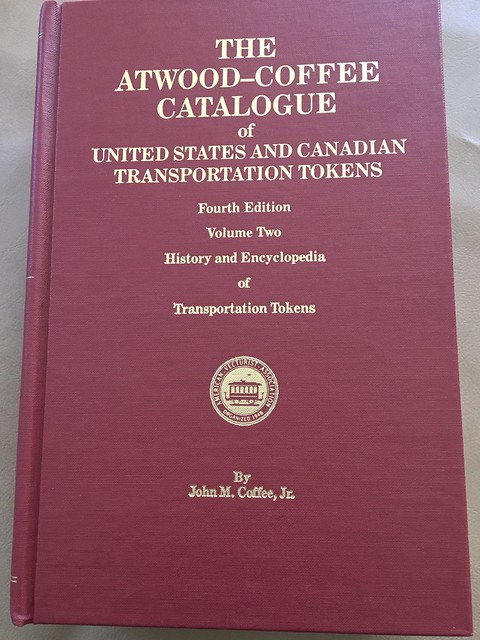 THE
ATWOOD–COFFEE
CATALOGUE
of
UNITED STATES AND CANADIAN
TRANSPORTATION TOKENS
Fourth Edition
Volume Two
History and Encyclopedia
of
Transportation Tokens
AMERICAN VECTURIST ASSOCIATION
ORGANIZED 1948
By
John M. Coffee, Jr.